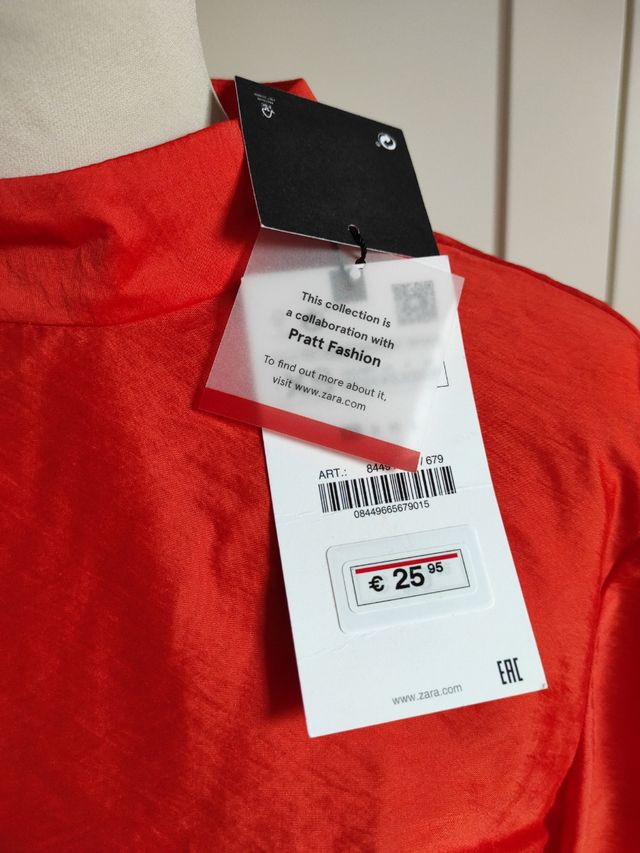 This collection is
a collaboration with
Pratt Fashion
To find out more about it,
visit www.zara.com
ART.: 8449 / 679
08449665679015
€ 25 95
www.zara.com
EAC